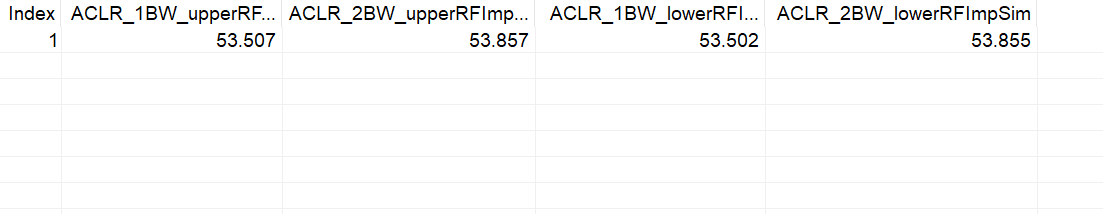 Index ACLR_1BW_upperRF... ACLR_2BW_upperRFImp... ACLR_1BW_lowerRFI... ACLR_2BW_lowerRFImpSim
1 53.507 53.857 53.502 53.855